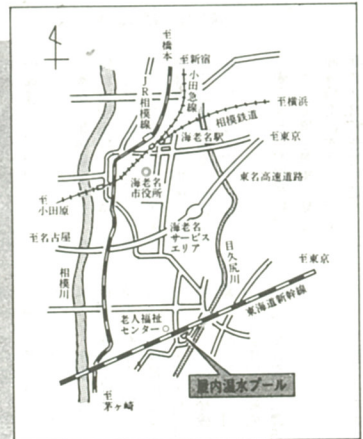 至橋本
至新宿
JR相模線
小田急線
至横浜
相模鉄道
海老名駅
至東京
海老名
市役所
東名高速道路
至
小田原
至名古屋
海老名
サービス
エリア
目久尻川
至東京
相模川
東海道新幹線
老人福祉
センター
屋内温水プール
至
茅ヶ崎